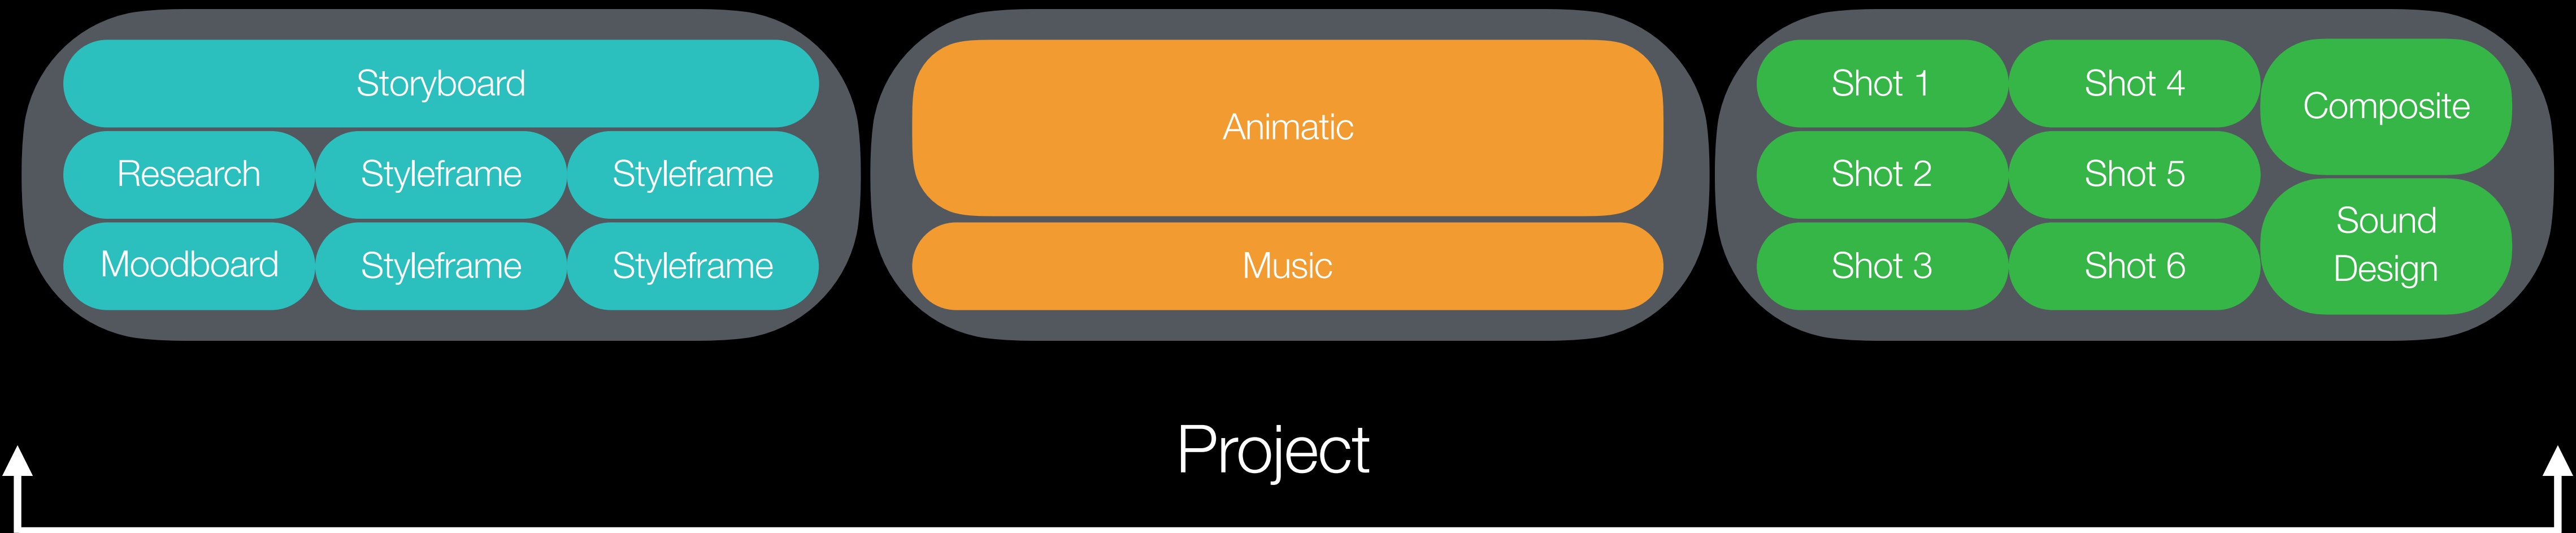 Storyboard
Research
Styleframe
Styleframe
Moodboard
Styleframe
Styleframe
Animatic
Music
Shot 1
Shot 4
Shot 2
Shot 5
Shot 3
Shot 6
Composite
Sound
Design
Project